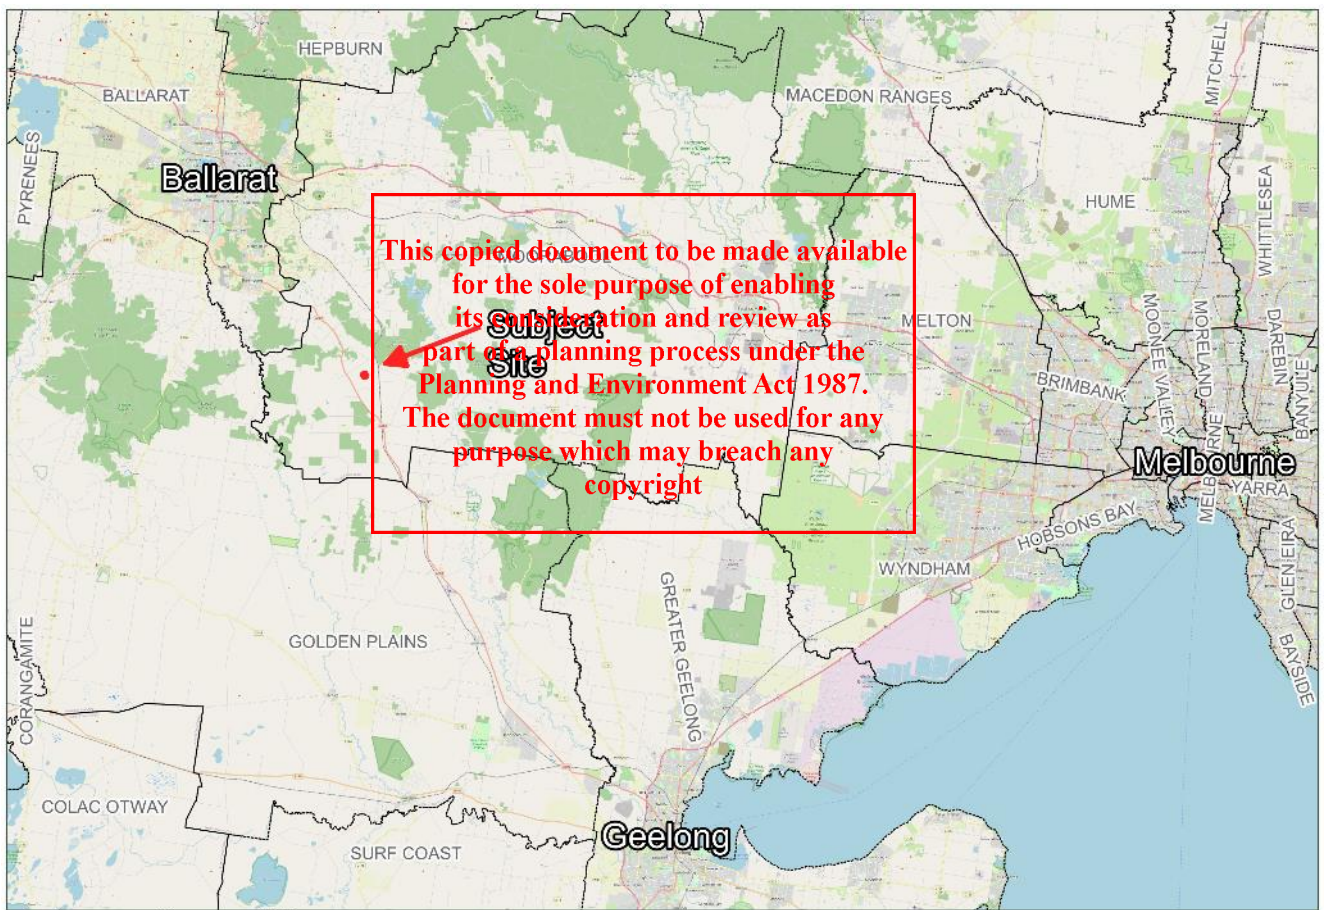 HEPBURN
MITCHELL
BALLARAT
MACEDON RANGES
PYRENEES
Ballarat
WHITTLESEA
HUME
This copied document to be made available
MOORABOOL
for the sole purpose of enabling
its consideration and review as
Subject
Site
part of a planning process under the
Planning and Environment Act 1987.
The document must not be used for any
purpose which may breach any
copyright
MELTON
MOONEE VALLEY
MORELAND
DAREBIN
BANYULE
BRIMBANK
Melbourne
MELBOURNE
YARRA
HOBSONS BAY
WYNDHAM
GLEN EIRA
GREATER GEELONG
GOLDEN PLAINS
CORANGAMITE
BAYSIDE
COLAC OTWAY
Geelong
SURF COAST